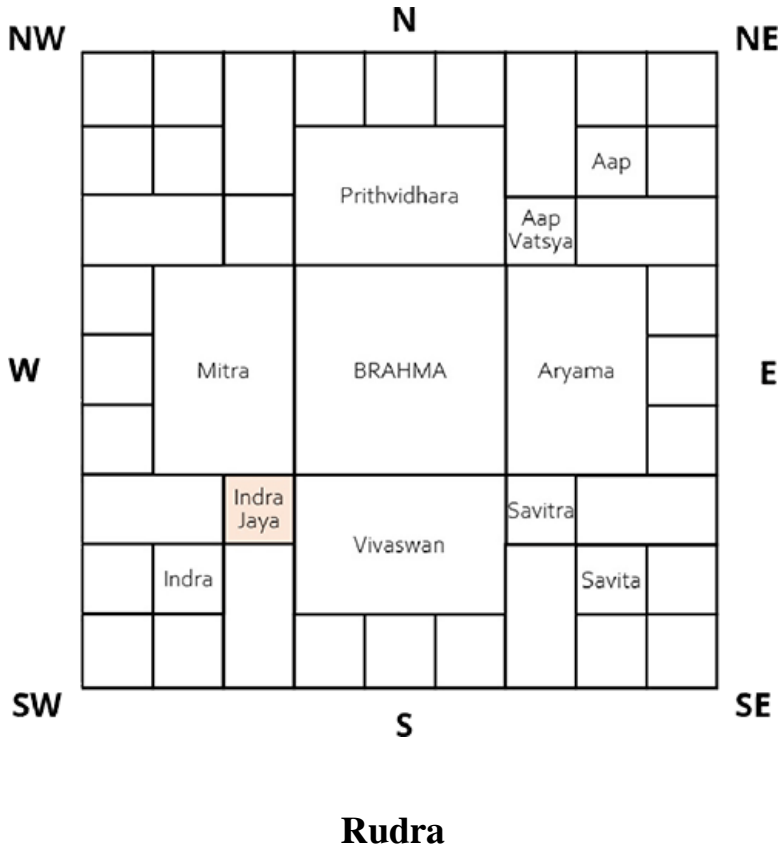 N
NW
NE
Aap
Prithvidhara
Aap
Vatsya
W
Mitra
BRAHMA
Aryama
E
Indra
Jaya
Savitra
Vivaswan
Indra
Savita
SW
SE
S
Rudra